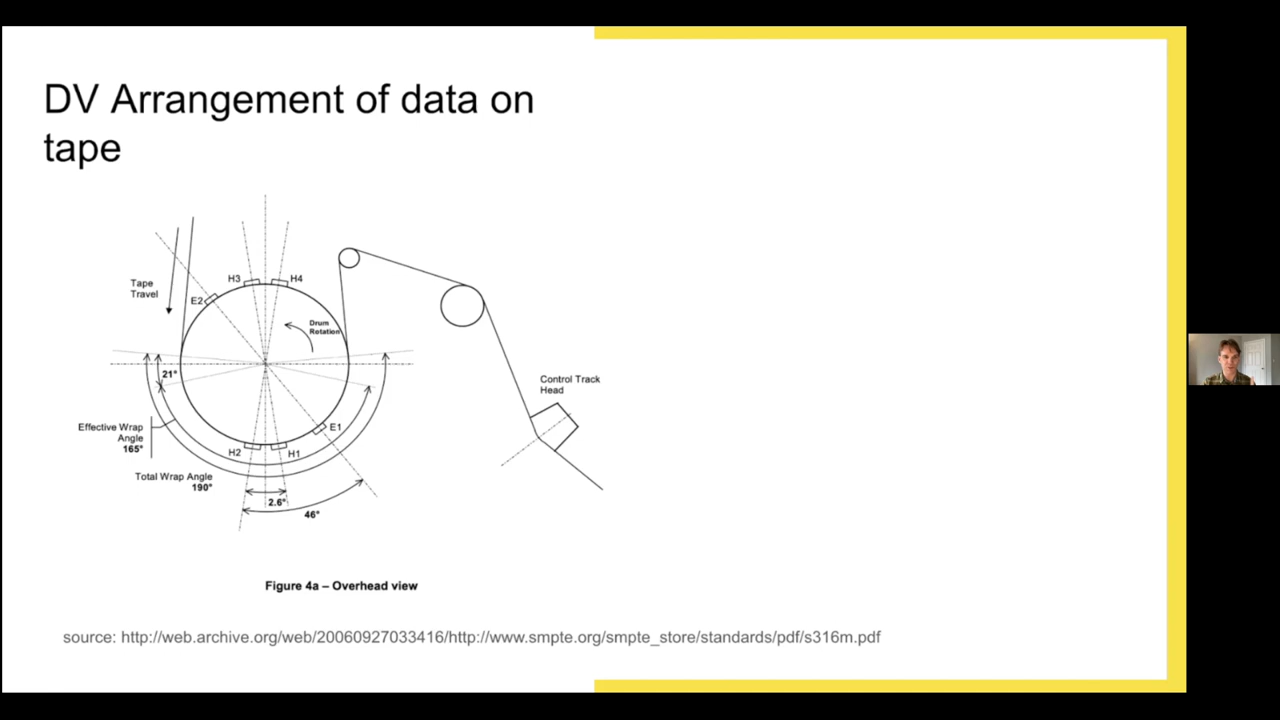 DV Arrangement of data on
tape
H3
H4
Tape
Travel
E2
Drum
Rotation
21°
Control Track
Head
Effective Wrap
Angle
165°
E1
H2
H1
Total Wrap Angle
190°
2.6°
46°
Figure 4a – Overhead view
source: http://web.archive.org/web/20060927033416/http://www.smpte.org/smpte_store/standards/pdf/s316m.pdf